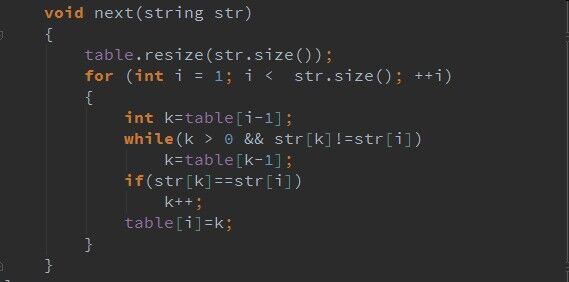 void next(string str)
{
table.resize(str.size());
for (int i = 1; i <  str.size(); ++i)
{
int k=table[i-1];
while(k > 0 && str[k]!=str[i])
k=table[k-1];
if(str[k]==str[i])
k++;
table[i]=k;
}
}